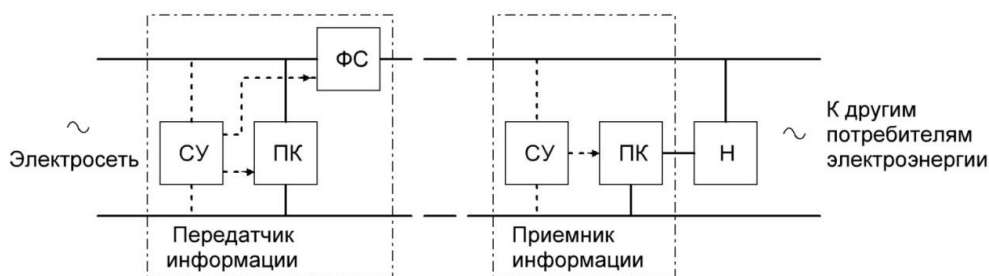 ФС
~
Электросеть
СУ
ПК
Передатчик
информации
СУ
ПК
Н
Приемник
информации
~
К другим
потребителям
электроэнергии